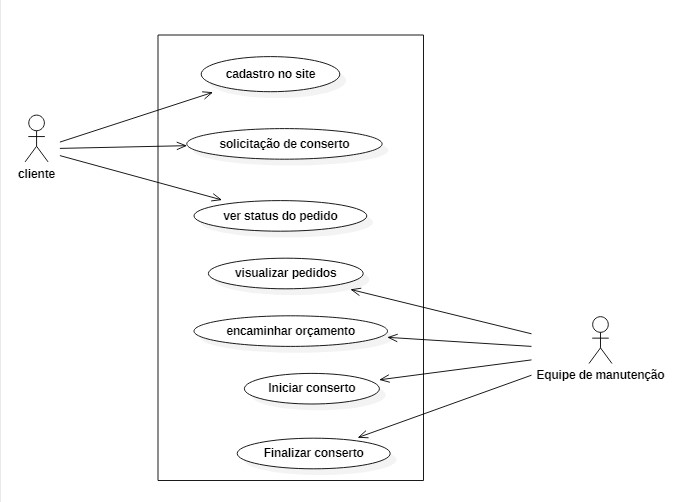 cadastro no site
solicitação de conserto
cliente
ver status do pedido
visualizar pedidos
encaminhar orçamento
Equipe de manutenção
Iniciar conserto
Finalizar conserto